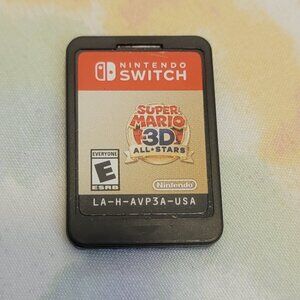 NINTENDO
SWITCH
SUPER
MARIO
3D
ALL★STARS
EVERYONE
E
ESRB
Nintendo
LA-H-AVP3A-USA